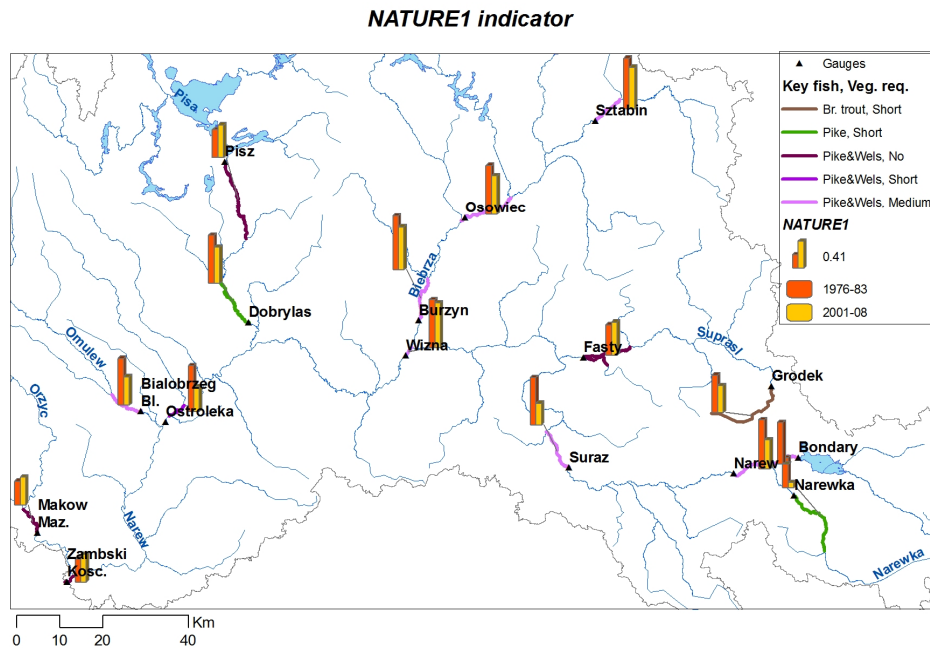 NATURE1 indicator
Gauges
Key fish, Veg. req.
Br. trout, Short
Pike, Short
Pike&Wels, No
Pike&Wels, Short
Pike&Wels, Medium
NATURE1
0.41
1976-83
2001-08
Pisa
Pisz
Sztabin
Osowiec
Biebrza
Dobrylas
Burzyn
Wizna
Omulew
Fasty
Suprasl
Grodek
Bialobrzeg
Bl.
Ostroleka
Orzyc
Suraz
Narew
Bondary
Narewka
Makow
Maz.
Narew
Zambski
Kosc.
Narewka
Km
0 10 20 40